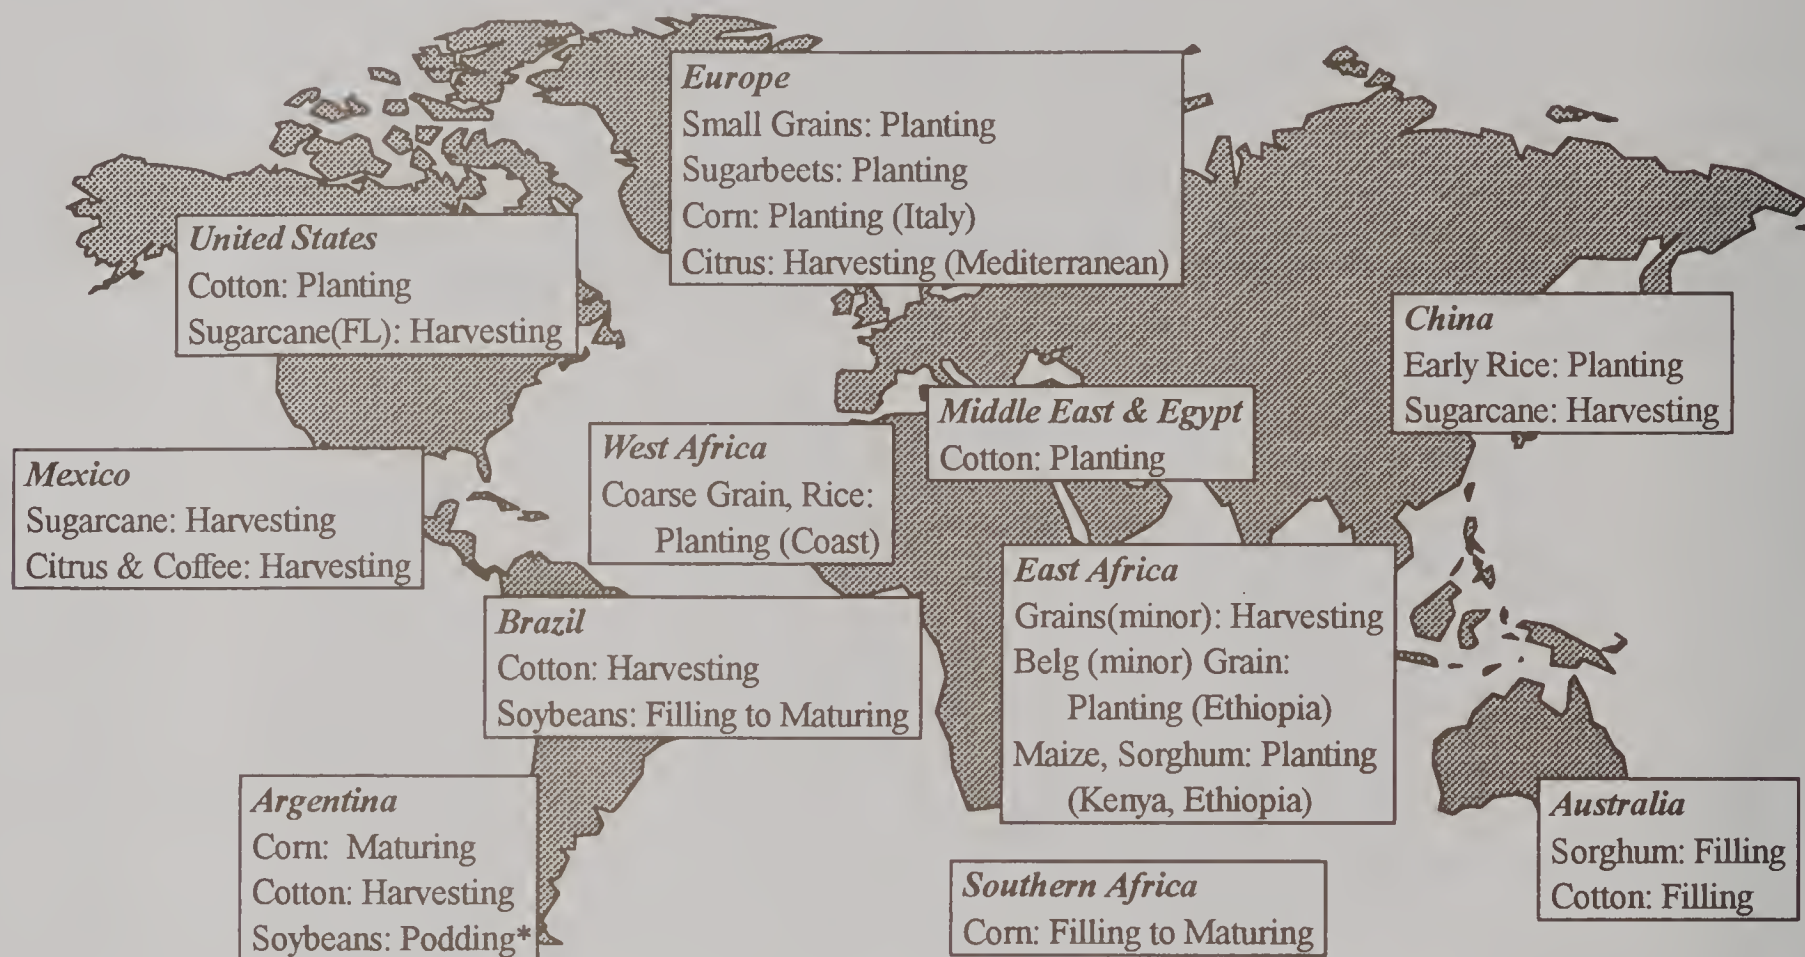 Europe
Small Grains: Planting
Sugarbeets: Planting
Corn: Planting (Italy)
Citrus: Harvesting (Mediterranean)
United States
Cotton: Planting
Sugarcane(FL): Harvesting
China
Early Rice: Planting
Sugarcane: Harvesting
Middle East & Egypt
Cotton: Planting
West Africa
Coarse Grain, Rice:
Planting (Coast)
Mexico
Sugarcane: Harvesting
Citrus & Coffee: Harvesting
East Africa
Grains(minor): Harvesting
Belg (minor) Grain:
Planting (Ethiopia)
Maize, Sorghum: Planting
(Kenya, Ethiopia)
Brazil
Cotton: Harvesting
Soybeans: Filling to Maturing
Argentina
Corn: Maturing
Cotton: Harvesting
Soybeans: Podding*
Australia
Sorghum: Filling
Cotton: Filling
Southern Africa
Corn: Filling to Maturing